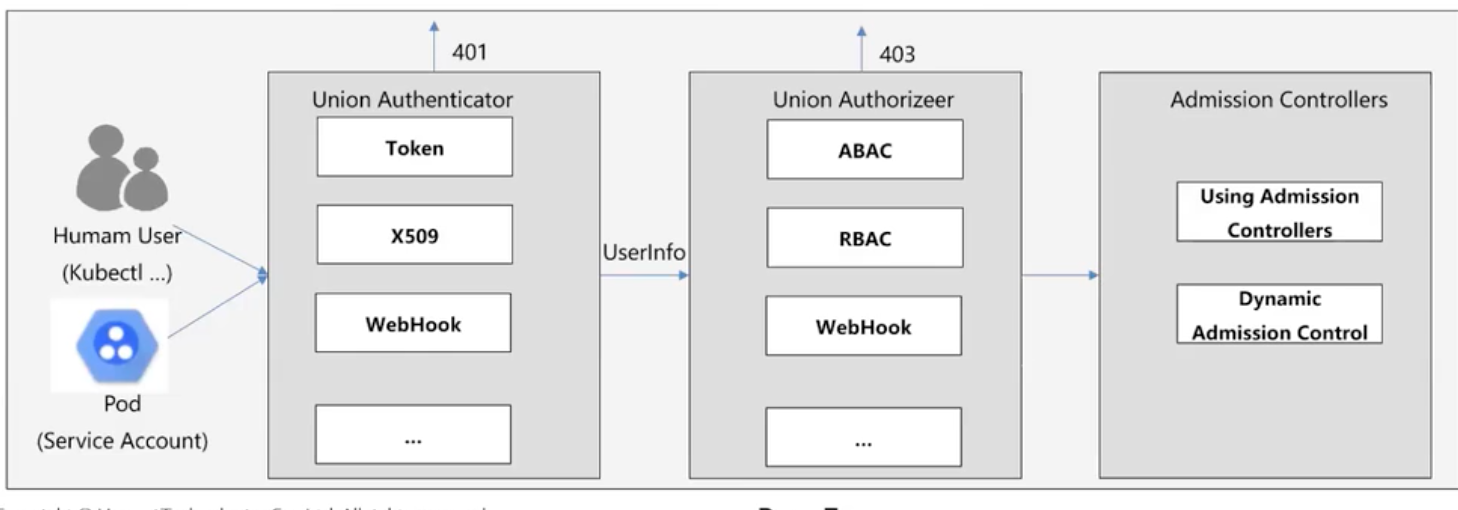 401
403
Union Authenticator
Token
X509
WebHook
...
Humam User
(Kubectl ...)
Pod
(Service Account)
UserInfo
Union Authorizeer
ABAC
RBAC
WebHook
...
Admission Controllers
Using Admission
Controllers
Dynamic
Admission Control